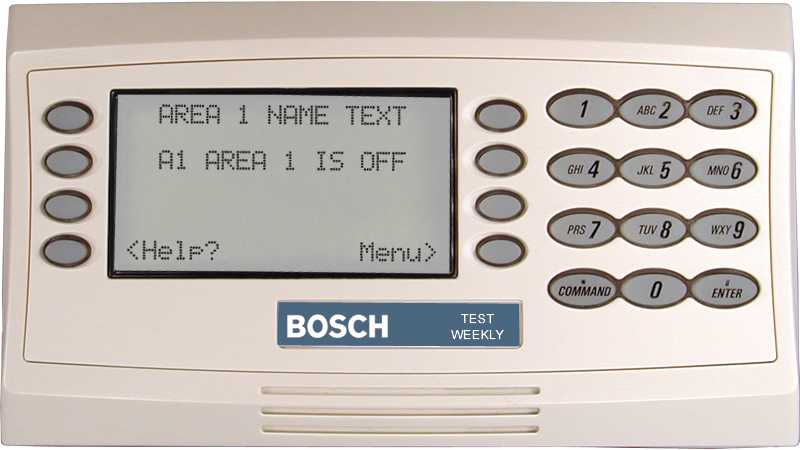 AREA 1 NAME TEXT
A1 AREA 1 IS OFF
<Help? Menu>
BOSCH
TEST
WEEKLY
1 ABC 2 DEF 3
GHI 4 JKL 5 MNO 6
PRS 7 TUV 8 WXY 9
* COMMAND 0 # ENTER